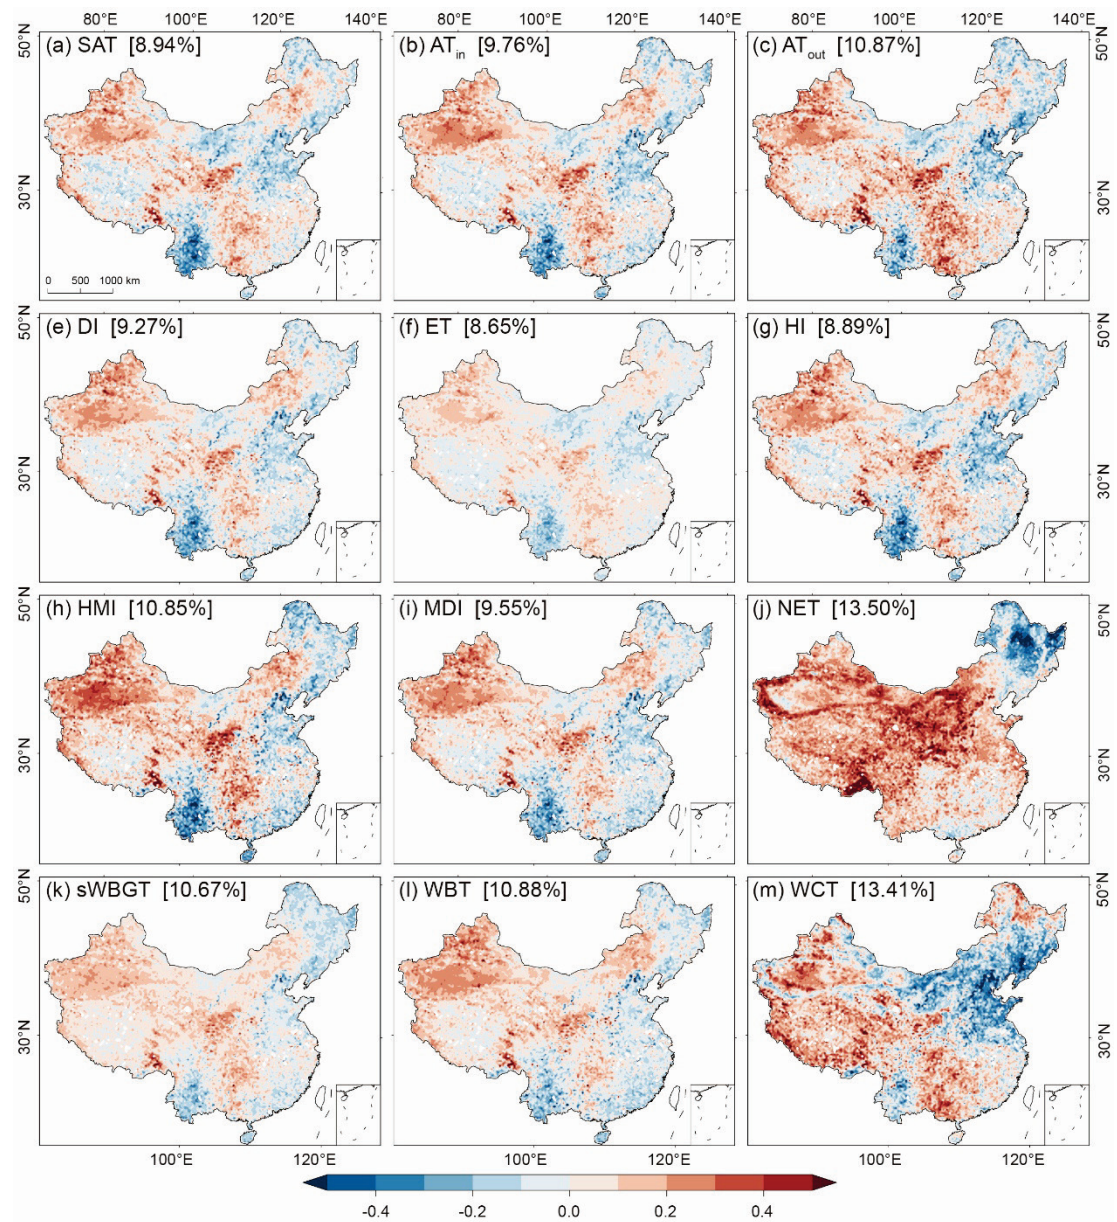 100°E 120°E 140°E 100°E 120°E 140°E 100°E 120°E 140°E
50°N (a) SAT [8.94%] (b) ATin [9.76%] (c) ATout [10.87%] 50°N
30°N 30°N
0 500 1000 km
50°N (e) DI [9.27%] (f) ET [8.65%] (g) HI [8.89%] 50°N
30°N 30°N
50°N (h) HMI [10.85%] (i) MDI [9.55%] (j) NET [13.50%] 50°N
30°N 30°N
50°N (k) sWBGT [10.67%] (l) WBT [10.88%] (m) WCT [13.41%] 50°N
30°N 30°N
100°E 120°E 100°E 120°E 100°E 120°E
-0.4 -0.2 0.0 0.2 0.4